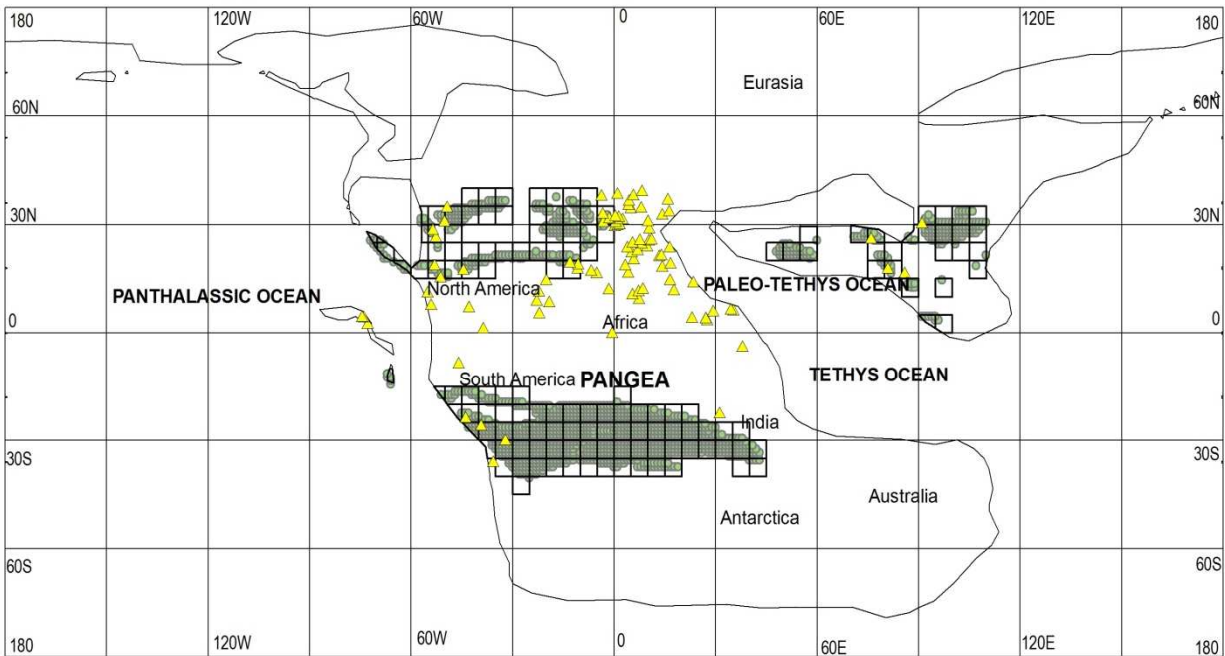 180 120W 60W 0 60E 120E 180
Eurasia
60N 60N
30N 30N
PANTHALASSIC OCEAN North America PALEO-TETHYS OCEAN
Africa
0 0
South America PANGEA TETHYS OCEAN
India
30S 30S
Australia
Antarctica
60S 60S
180 120W 60W 0 60E 120E 180